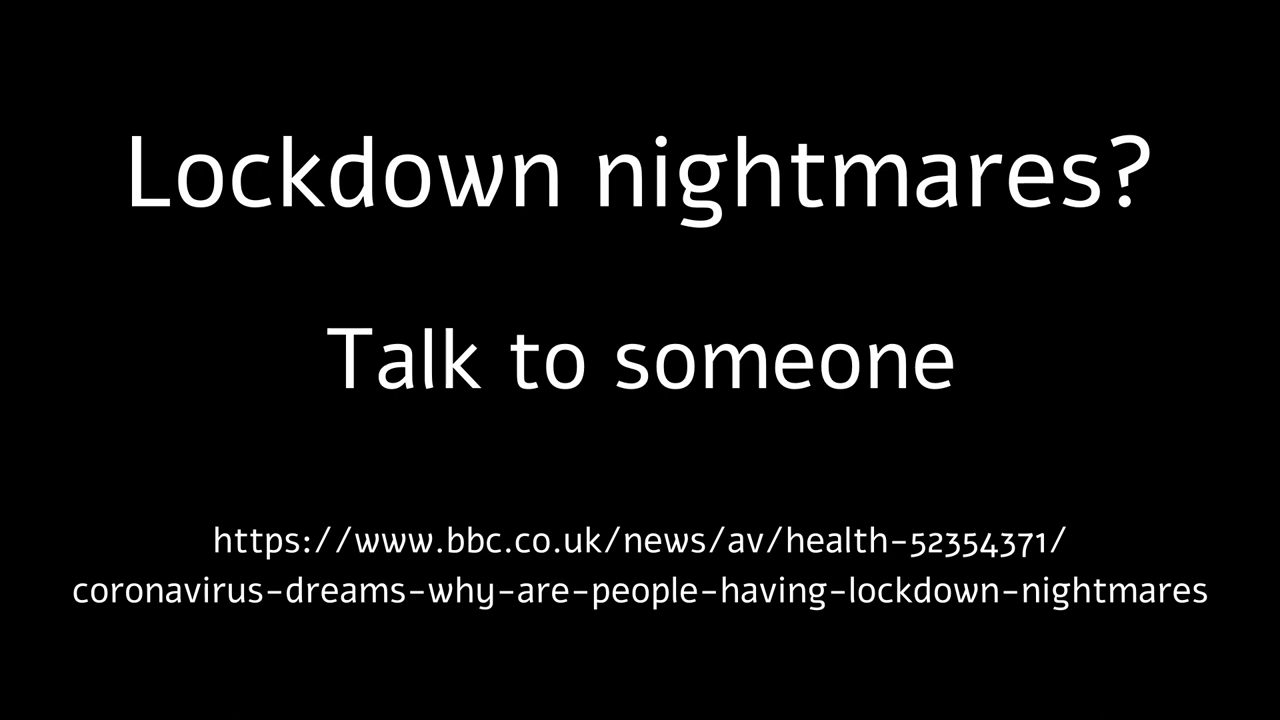 Lockdown nightmares?
Talk to someone
https://www.bbc.co.uk/news/av/health-52354371/
coronavirus-dreams-why-are-people-having-lockdown-nightmares